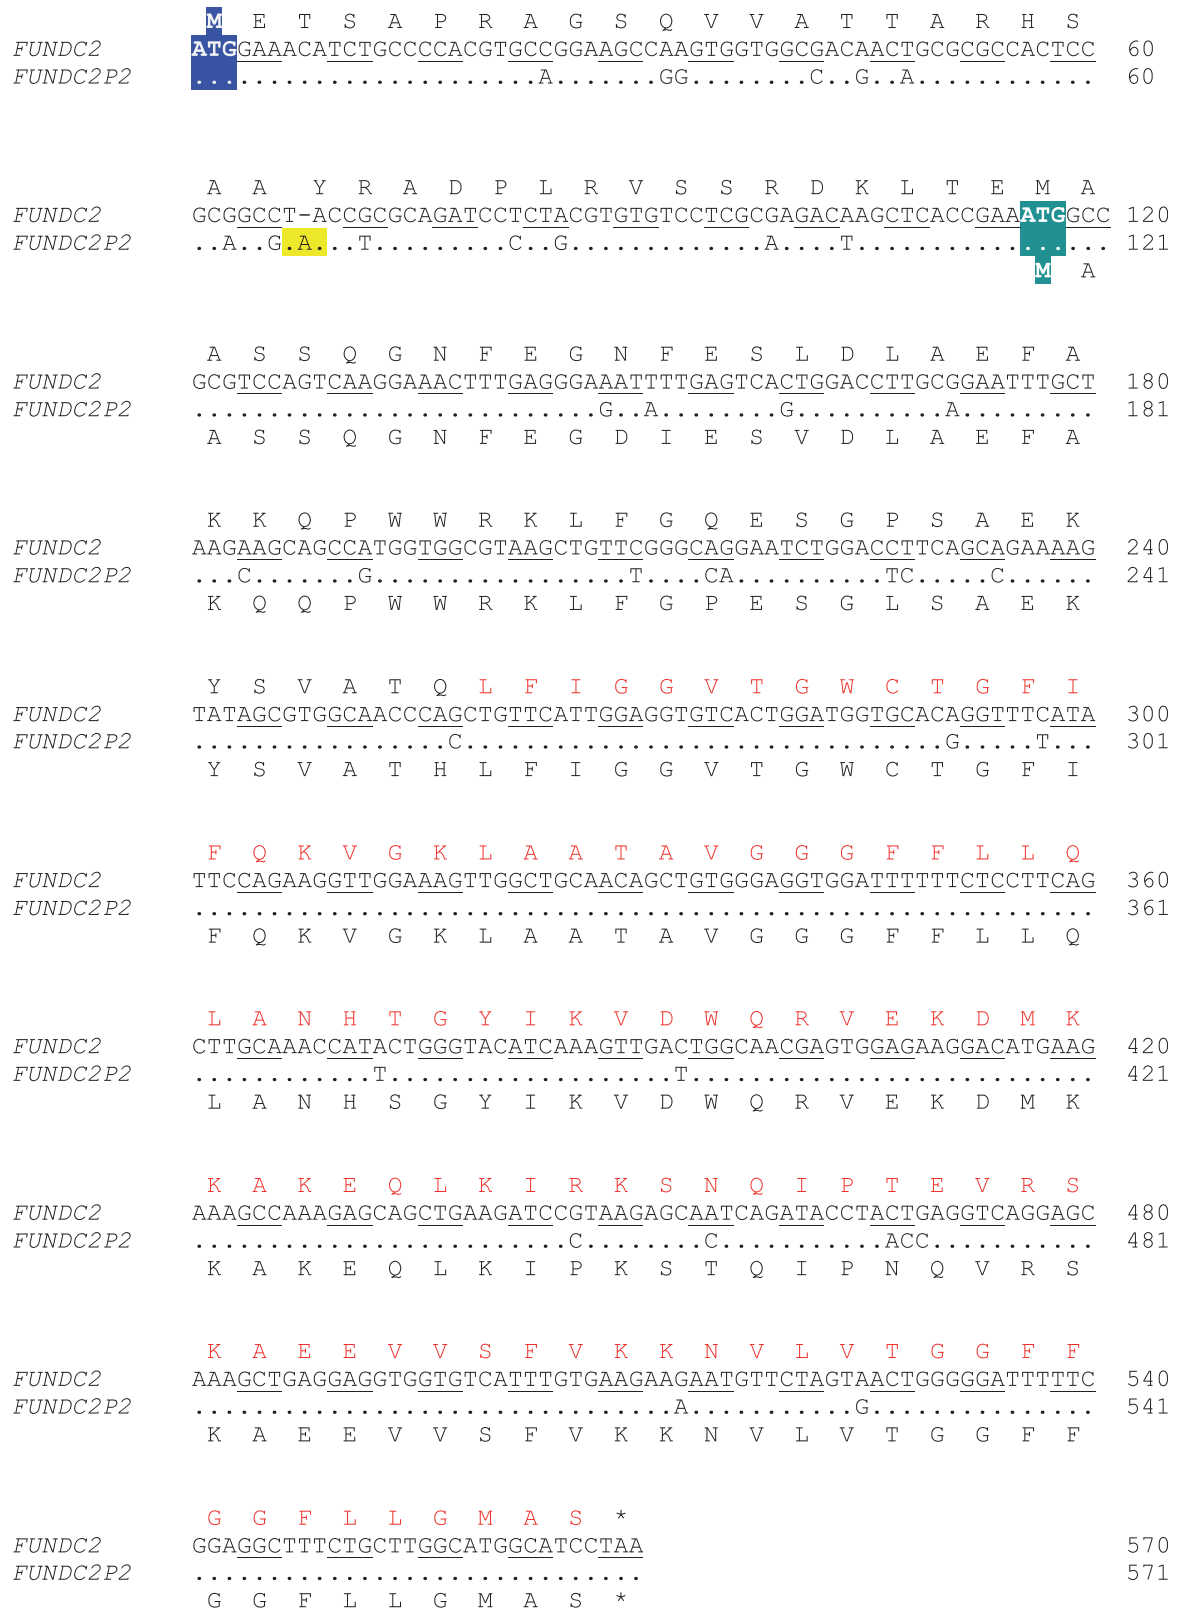 M E T S A P R A G S Q V V A T T A R H S
FUNDC2 ATGGAAACATCTGCCCCACGTGCCGGAAGCCAAGTGGTGGCGACAACTGCGCGCCACTCC 60
FUNDC2P2 .......................A.......GG........C..G..A............ 60
A A Y R A D P L R V S S R D K L T E M A
FUNDC2 GCGGCCT-ACCGCGCAGATCCTCTACGTGTGTCCTCGCGAGACAAGCTCACCGAAATGGCC 120
FUNDC2P2 ..A..G.A...T.........C..G.............A....T................. 121
M A
A S S Q G N F E G N F E S L D L A E F A
FUNDC2 GCGTCCAGTCAAGGAAACTTTGAGGGAAATTTTGAGTCACTGGACCTTGCGGAATTTGCT 180
FUNDC2P2 ...........................G..A........G..........A......... 181
A S S Q G N F E G D I E S V D L A E F A
K K Q P W W R K L F G Q E S G P S A E K
FUNDC2 AAGAAGCAGCCATGGTGGCGTAAGCTGTTCGGGCAGGAATCTGGACCTTCAGCAGAAAAG 240
FUNDC2P2 ...C.......G.................T....CA..........TC.....C...... 241
K Q Q P W W R K L F G P E S G L S A E K
Y S V A T Q L F I G G V T G W C T G F I
FUNDC2 TATAGCGTGGCAACCCAGCTGTTCATTGGAGGTGTCACTGGATGGTGCACAGGTTTCATA 300
FUNDC2P2 .................C................................G.....T... 301
Y S V A T H L F I G G V T G W C T G F I
F Q K V G K L A A T A V G G G F F L L Q
FUNDC2 TTCCAGAAGGTTGGAAAGTTGGCTGCAACAGCTGTGGGAGGTGGATTTTTTCTCCTTCAG 360
FUNDC2P2 ............................................................ 361
F Q K V G K L A A T A V G G G F F L L Q
L A N H T G Y I K V D W Q R V E K D M K
FUNDC2 CTTGCAAACCATACTGGGTACATCAAAGTTGACTGGCAACGAGTGGAGAAGGACATGAAG 420
FUNDC2P2 ............T...................T........................... 421
L A N H S G Y I K V D W Q R V E K D M K
K A K E Q L K I R K S N Q I P T E V R S
FUNDC2 AAAGCCAAAGAGCAGCTGAAGATCCGTAAGAGCAATCAGATACCTACTGAGGTCAGGAGC 480
FUNDC2P2 .........................C........C...........ACC........... 481
K A K E Q L K I P K S T Q I P N Q V R S
K A E E V V S F V K K N V L V T G G F F
FUNDC2 AAAGCTGAGGAGGTGGTGTCATTTGTGAAGAAGAATGTTCTAGTAACTGGGGGATTTTTC 540
FUNDC2P2 ................................A...........G............... 541
K A E E V V S F V K K N V L V T G G F F
G G F L L G M A S *
FUNDC2 GGAGGCTTTCTGCTTGGCATGGCATCCTAA 570
FUNDC2P2 .............................. 571
G G F L L G M A S *